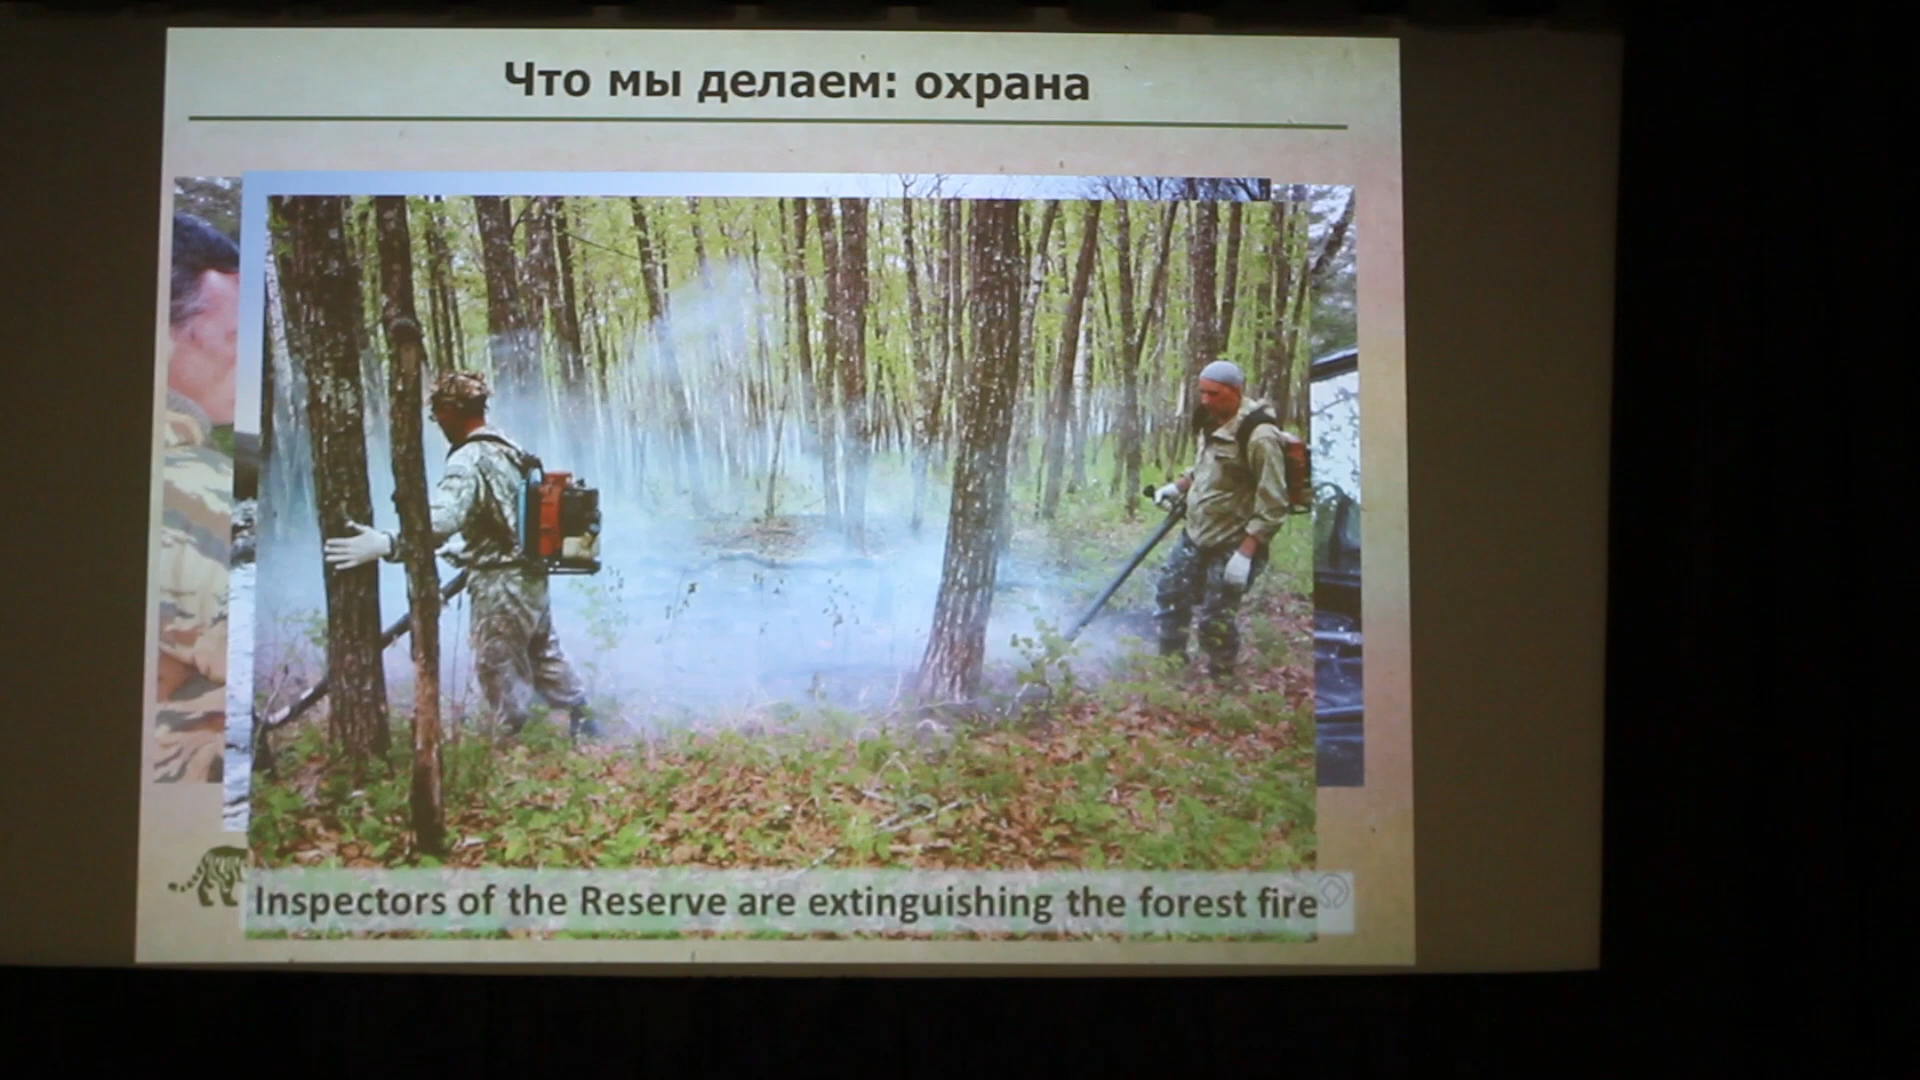 Что мы делаем: охрана
Inspectors of the Reserve are extinguishing the forest fire